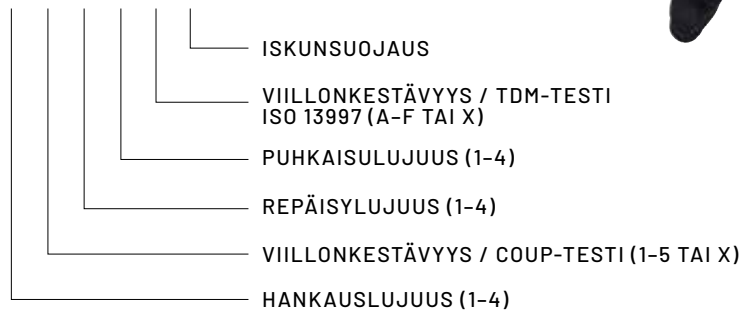 ISKUNSUOJAUS
VIILLONKESTÄVYYS / TDM-TESTI
ISO 13997 (A–F TAI X)
PUHKAISULUJUUS (1–4)
REPÄISYLUJUUS (1–4)
VIILLONKESTÄVYYS / COUP-TESTI (1–5 TAI X)
HANKAUSLUJUUS (1–4)